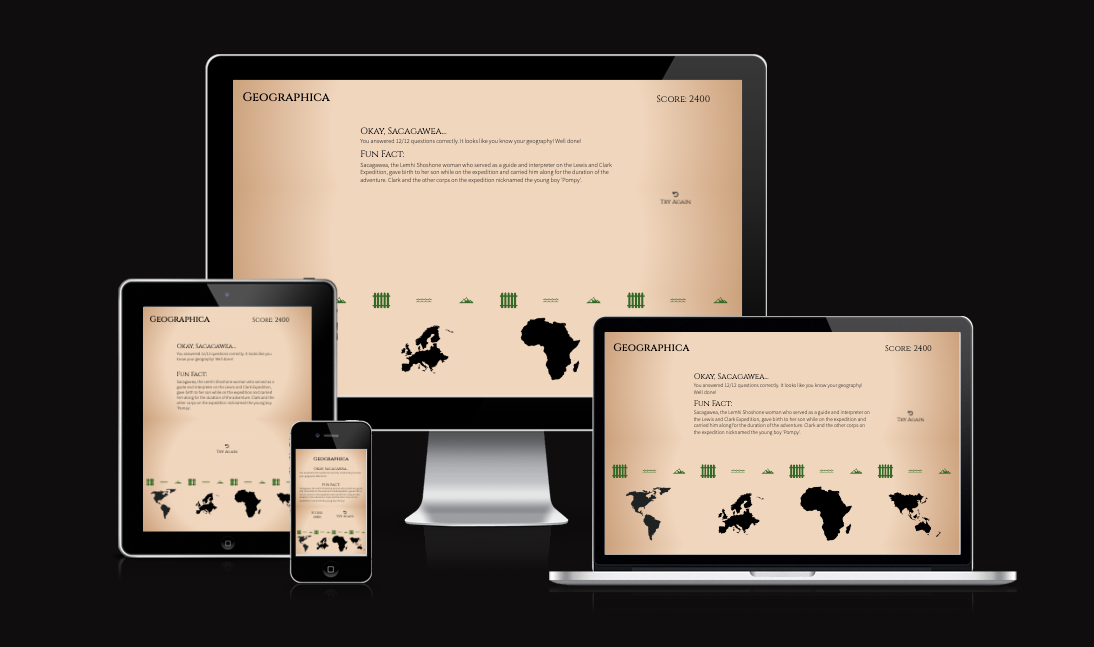 GEOGRAPHICA
SCORE: 2400
OKAY, SACAGAWEA...
You answered 12/12 questions correctly. It looks like you know your geography! Well done!
FUN FACT:
Sacagawea, the Lemhi Shoshone woman who served as a guide and interpreter on the Lewis and Clark
Expedition, gave birth to her son while on the expedition and carried him along for the duration of the
adventure. Clark and the other corps on the expedition nicknamed the young boy 'Pompy'.
TRY AGAIN
GEOGRAPHICA
SCORE: 2400
OKAY, SACAGAWEA...
You answered 12/12 questions correctly. It looks like you
know your geography! Well done!
FUN FACT:
Sacagawea, the Lemhi Shoshone woman who served as a
guide and interpreter on the Lewis and Clark Expedition,
gave birth to her son while on the expedition and carried
him along for the duration of the adventure. Clark and the
other corps on the expedition nicknamed the young boy
'Pompy'.
TRY AGAIN
GEOGRAPHICA
OKAY, SACAGAWEA...
FUN FACT:
SCORE:
2400
TRY AGAIN
GEOGRAPHICA
SCORE: 2400
OKAY, SACAGAWEA...
You answered 12/12 questions correctly. It looks like you know your geography!
Well done!
FUN FACT:
Sacagawea, the Lemhi Shoshone woman who served as a guide and interpreter on
the Lewis and Clark Expedition, gave birth to her son while on the expedition and
carried him along for the duration of the adventure. Clark and the other corps on
the expedition nicknamed the young boy 'Pompy'.
TRY AGAIN